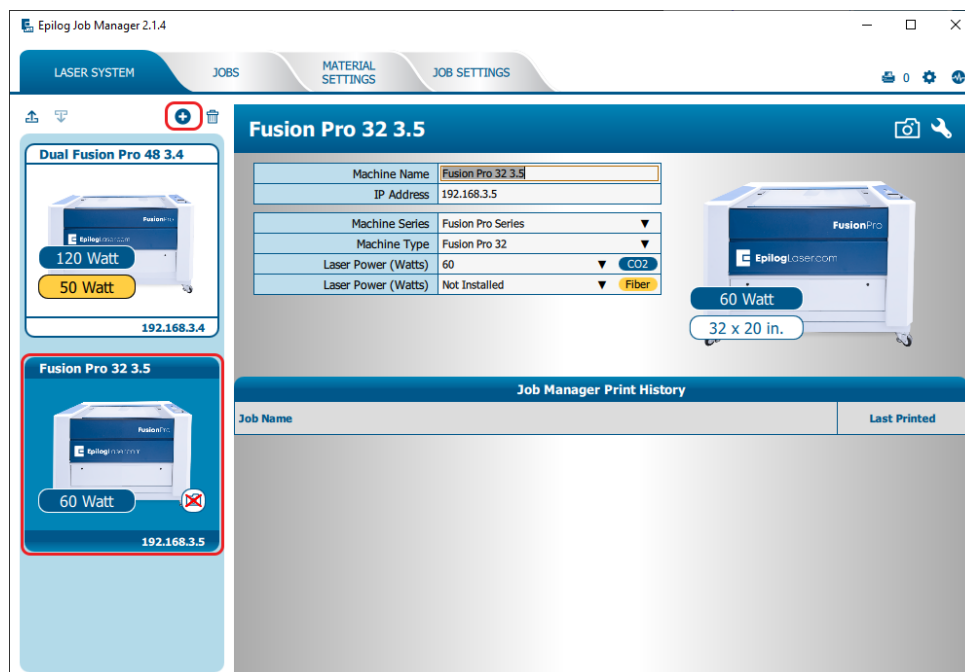 Epilog Job Manager 2.1.4
LASER SYSTEM
JOBS
MATERIAL
SETTINGS
JOB SETTINGS
0
Dual Fusion Pro 48 3.4
FusionPro
EpilogLaser.com
120 Watt
50 Watt
192.168.3.4
Fusion Pro 32 3.5
FusionPro
EpilogLaser.com
60 Watt
192.168.3.5
Fusion Pro 32 3.5
Machine Name Fusion Pro 32 3.5
IP Address 192.168.3.5
Machine Series Fusion Pro Series
Machine Type Fusion Pro 32
Laser Power (Watts) 60 CO2
Laser Power (Watts) Not Installed Fiber
FusionPro
EpilogLaser.com
60 Watt
32 x 20 in.
Job Manager Print History
Job Name Last Printed